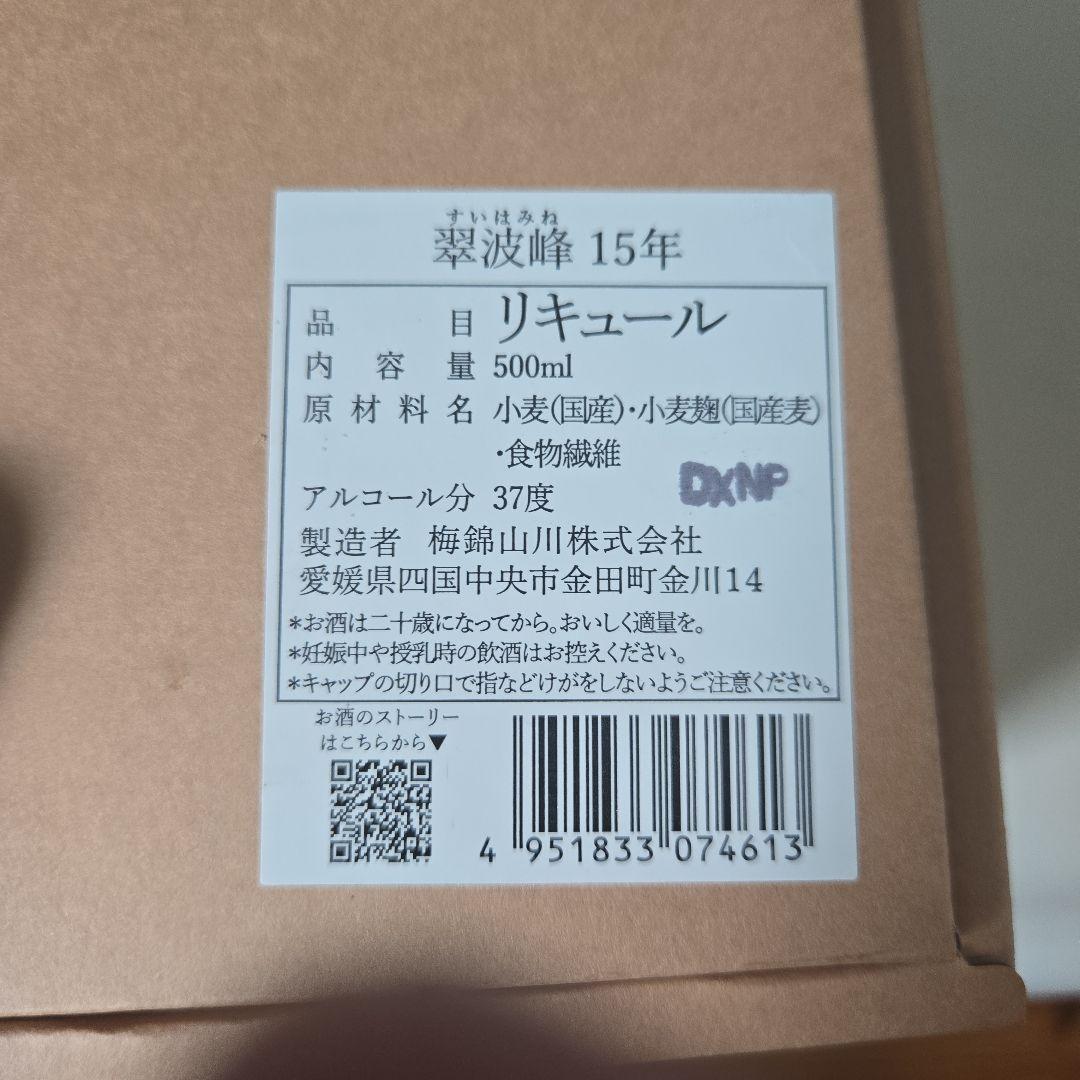 すいはみね
翠波峰 15年
品目 リキュール
内容量 500ml
原材料名 小麦(国産)・小麦麹(国産麦)
・食物繊維
アルコール分 37度
DXNP
製造者 梅錦山川株式会社
愛媛県四国中央市金田町金川14
*お酒は二十歳になってから。おいしく適量を。
*妊娠中や授乳時の飲酒はお控えください。
*キャップの切り口で指などけがをしないようご注意ください。
お酒のストーリー
はこちらから▼
4 951833 074613